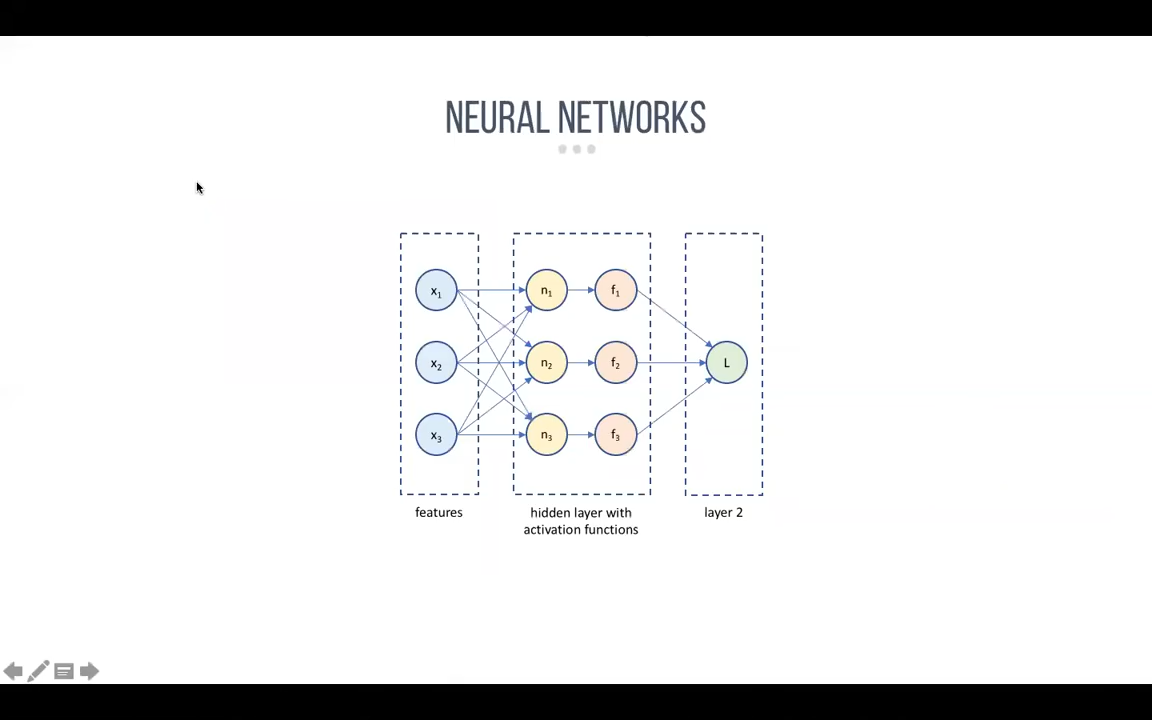 NEURAL NETWORKS
x₁ n₁ f₁
x₂ n₂ f₂ L
x₃ n₃ f₃
features
hidden layer with
activation functions
layer 2